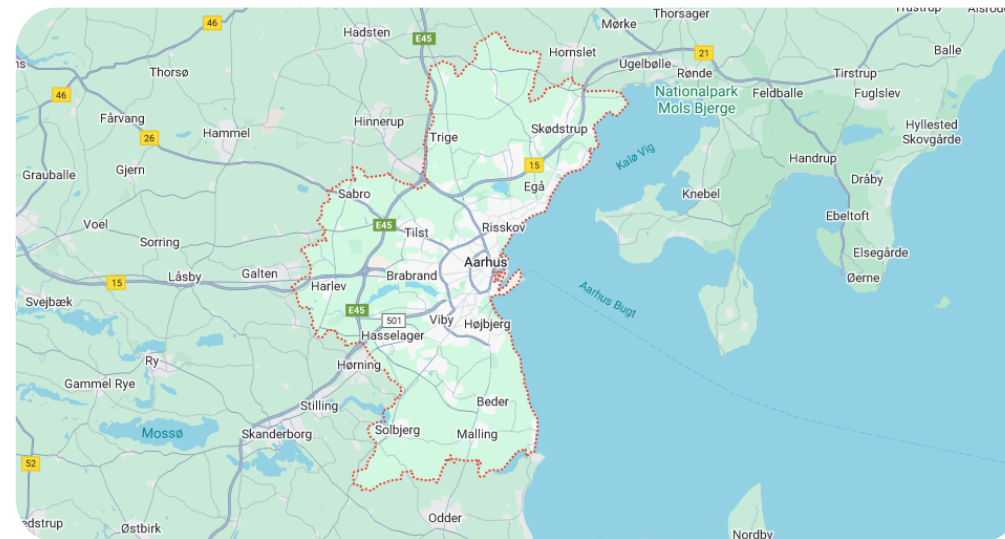 46
Thorsager
Mørke
Hadsten
E45
Hornslet
Ugelbølle
21
Rønde
Balle
Tirstrup
Thorsø
46
Feldballe
Fuglslev
Nationalpark
Mols Bjerge
Fårvang
Hinnerup
Hammel
26
Trige
Skødstrup
Hyllested
Skovgårde
Kalø Vig
Handrup
Gjern
Grauballe
15
Egå
Dråby
Sabro
Knebel
Voel
E45
Tilst
Risskov
Ebeltoft
Sorring
Elsegårde
Aarhus
Galten
Låsby
15
Harlev
Brabrand
Øerne
Svejbæk
E45
501
Viby
Højbjerg
Aarhus Bugt
Hasselager
Ry
Hørning
Gammel Rye
Beder
Stilling
Mossø
Skanderborg
Solbjerg
Malling
52
Odder
edstrup
Østbirk
Nordby